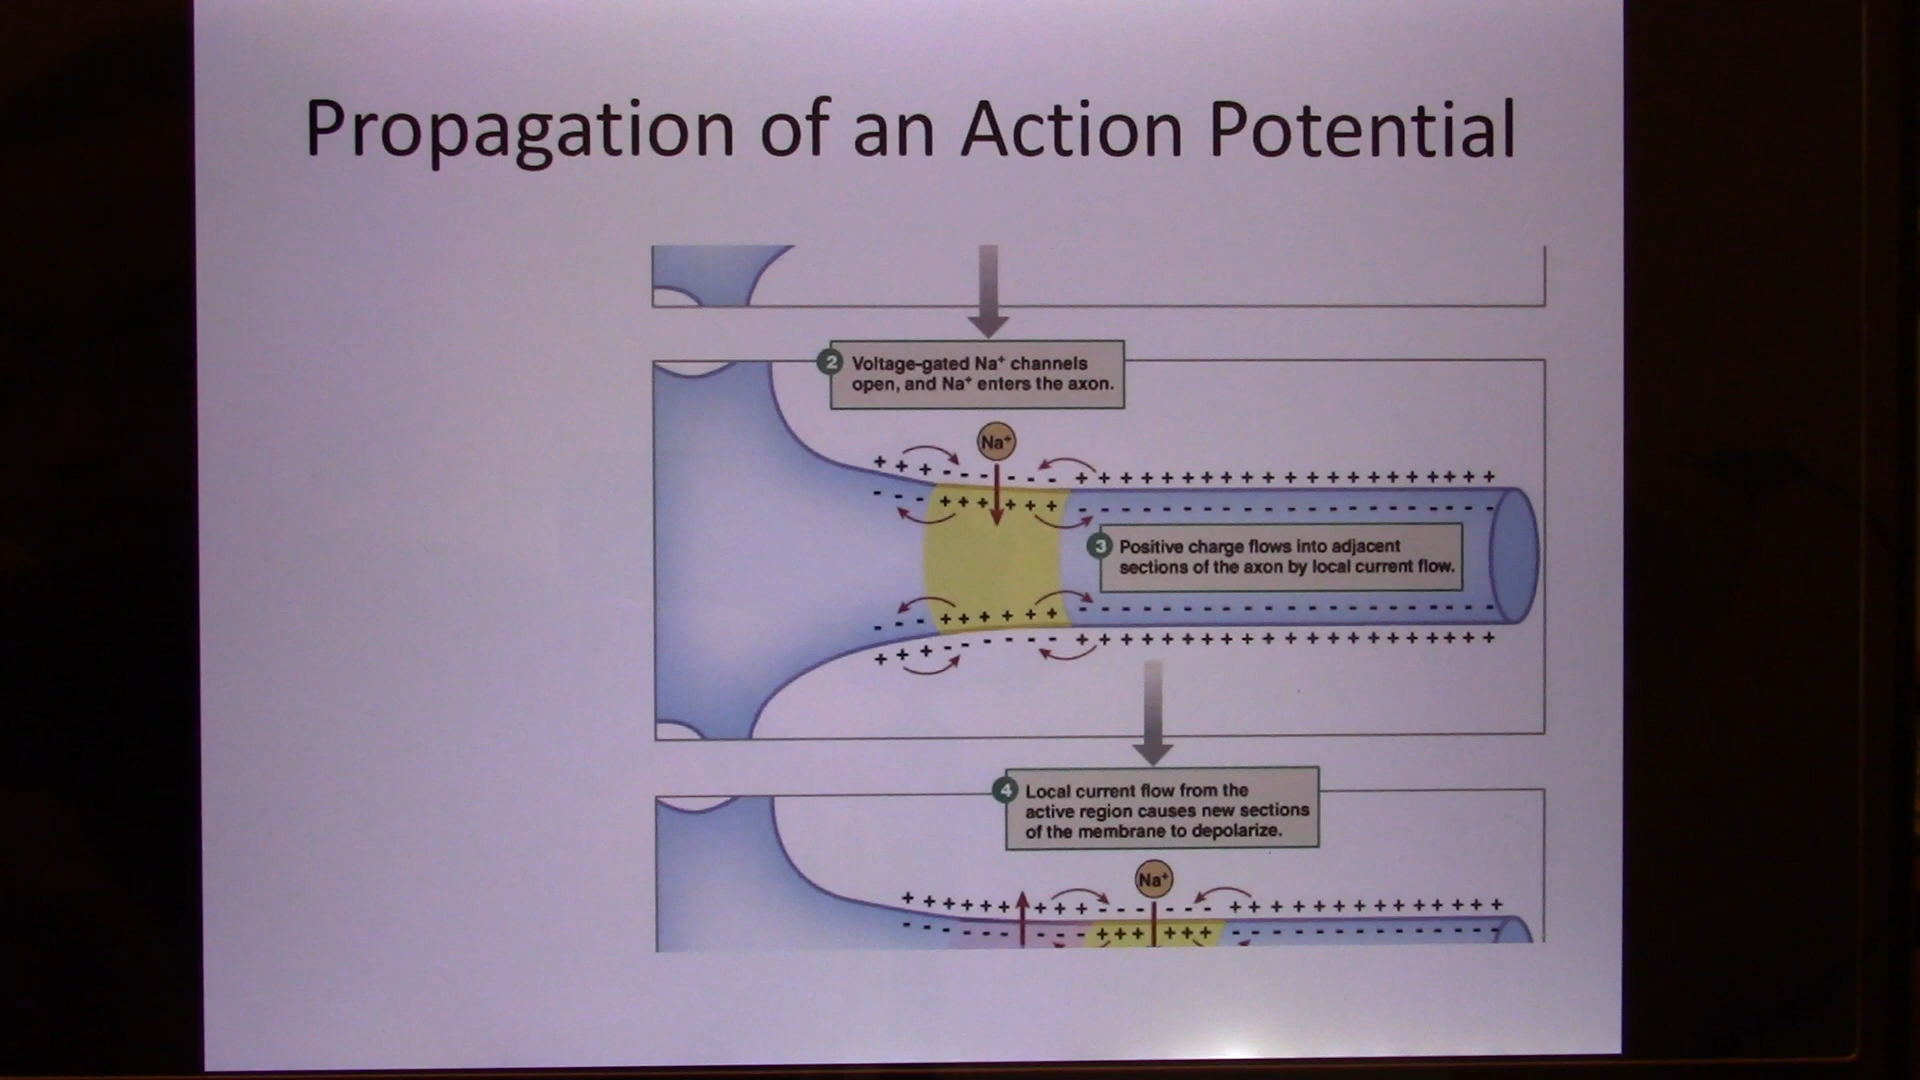 Propagation of an Action Potential
2 Voltage-gated Na⁺ channels
open, and Na⁺ enters the axon.
Na⁺
+ + + - - - - - - + + + + + + + + + + + + + + + + + + +
- - - + + + + + + - - - - - - - - - - - - - - - - - - -
3 Positive charge flows into adjacent
sections of the axon by local current flow.
4 Local current flow from the
active region causes new sections
of the membrane to depolarize.
Na⁺